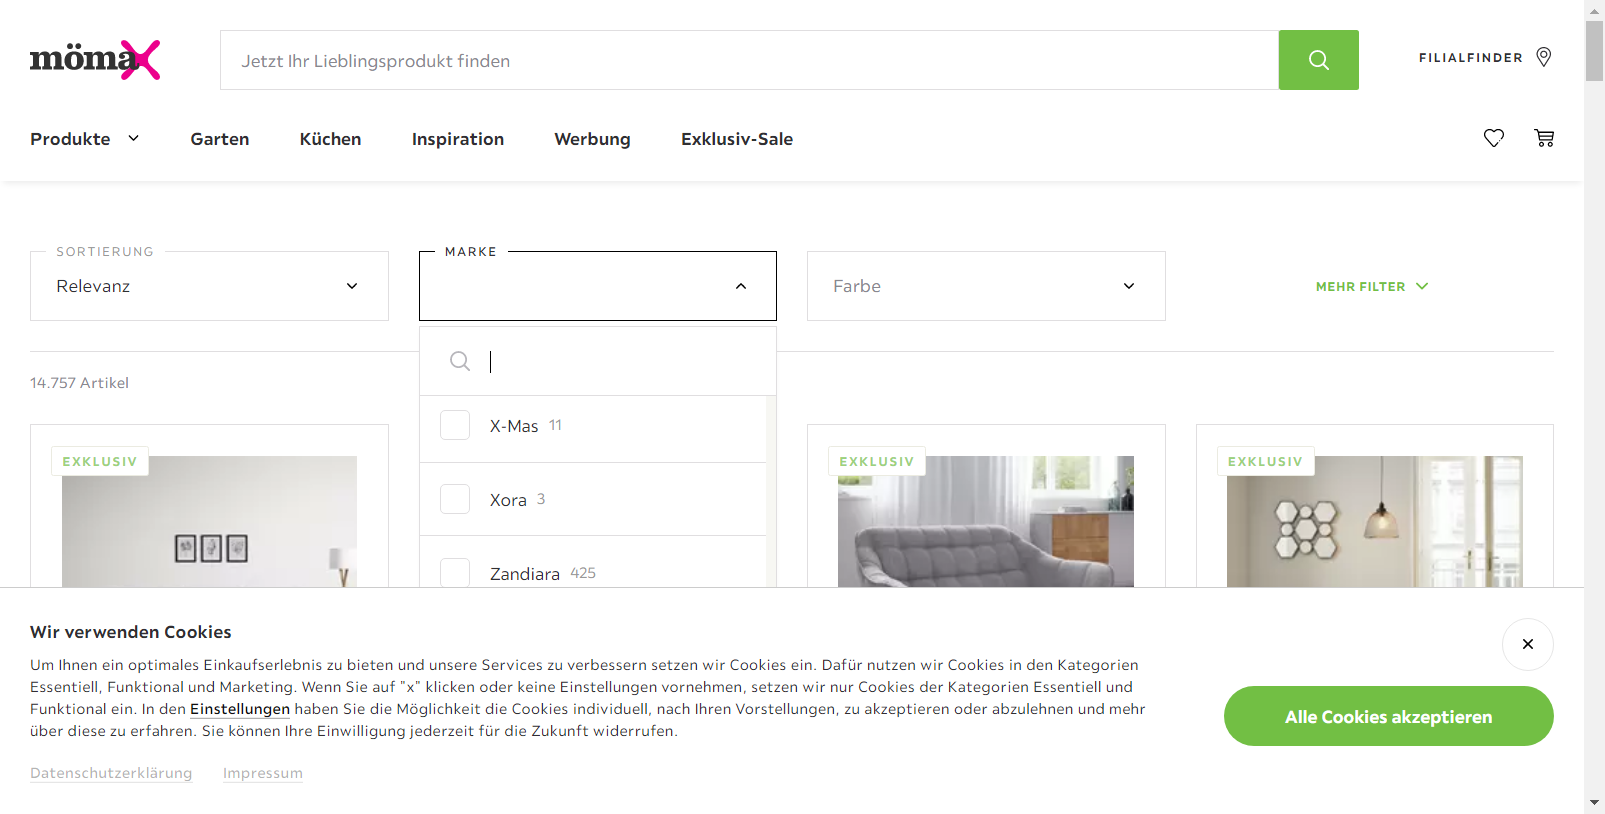 mömax
Jetzt Ihr Lieblingsprodukt finden
FILIALFINDER
Produkte
Garten
Küchen
Inspiration
Werbung
Exklusiv-Sale
SORTIERUNG
Relevanz
MARKE
Farbe
MEHR FILTER
14.757 Artikel
X-Mas 11
Xora 3
Zandiara 425
EXKLUSIV
EXKLUSIV
EXKLUSIV
Wir verwenden Cookies
Um Ihnen ein optimales Einkaufserlebnis zu bieten und unsere Services zu verbessern setzen wir Cookies ein. Dafür nutzen wir Cookies in den Kategorien
Essentiell, Funktional und Marketing. Wenn Sie auf "x" klicken oder keine Einstellungen vornehmen, setzen wir nur Cookies der Kategorien Essentiell und
Funktional ein. In den Einstellungen haben Sie die Möglichkeit die Cookies individuell, nach Ihren Vorstellungen, zu akzeptieren oder abzulehnen und mehr
über diese zu erfahren. Sie können Ihre Einwilligung jederzeit für die Zukunft widerrufen.
Alle Cookies akzeptieren
Datenschutzerklärung
Impressum